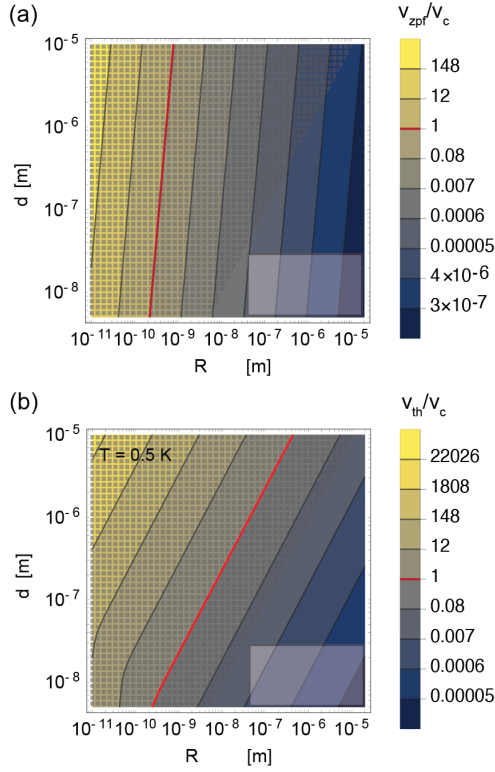 (a)
v_zpf/v_c
10^-5
10^-6
10^-7
10^-8
d [m]
10^-11 10^-10 10^-9 10^-8 10^-7 10^-6 10^-5
R [m]
148
12
1
0.08
0.007
0.0006
0.00005
4×10^-6
3×10^-7
(b)
v_th/v_c
T = 0.5 K
10^-5
10^-6
10^-7
10^-8
d [m]
10^-11 10^-10 10^-9 10^-8 10^-7 10^-6 10^-5
R [m]
22026
1808
148
12
1
0.08
0.007
0.0006
0.00005